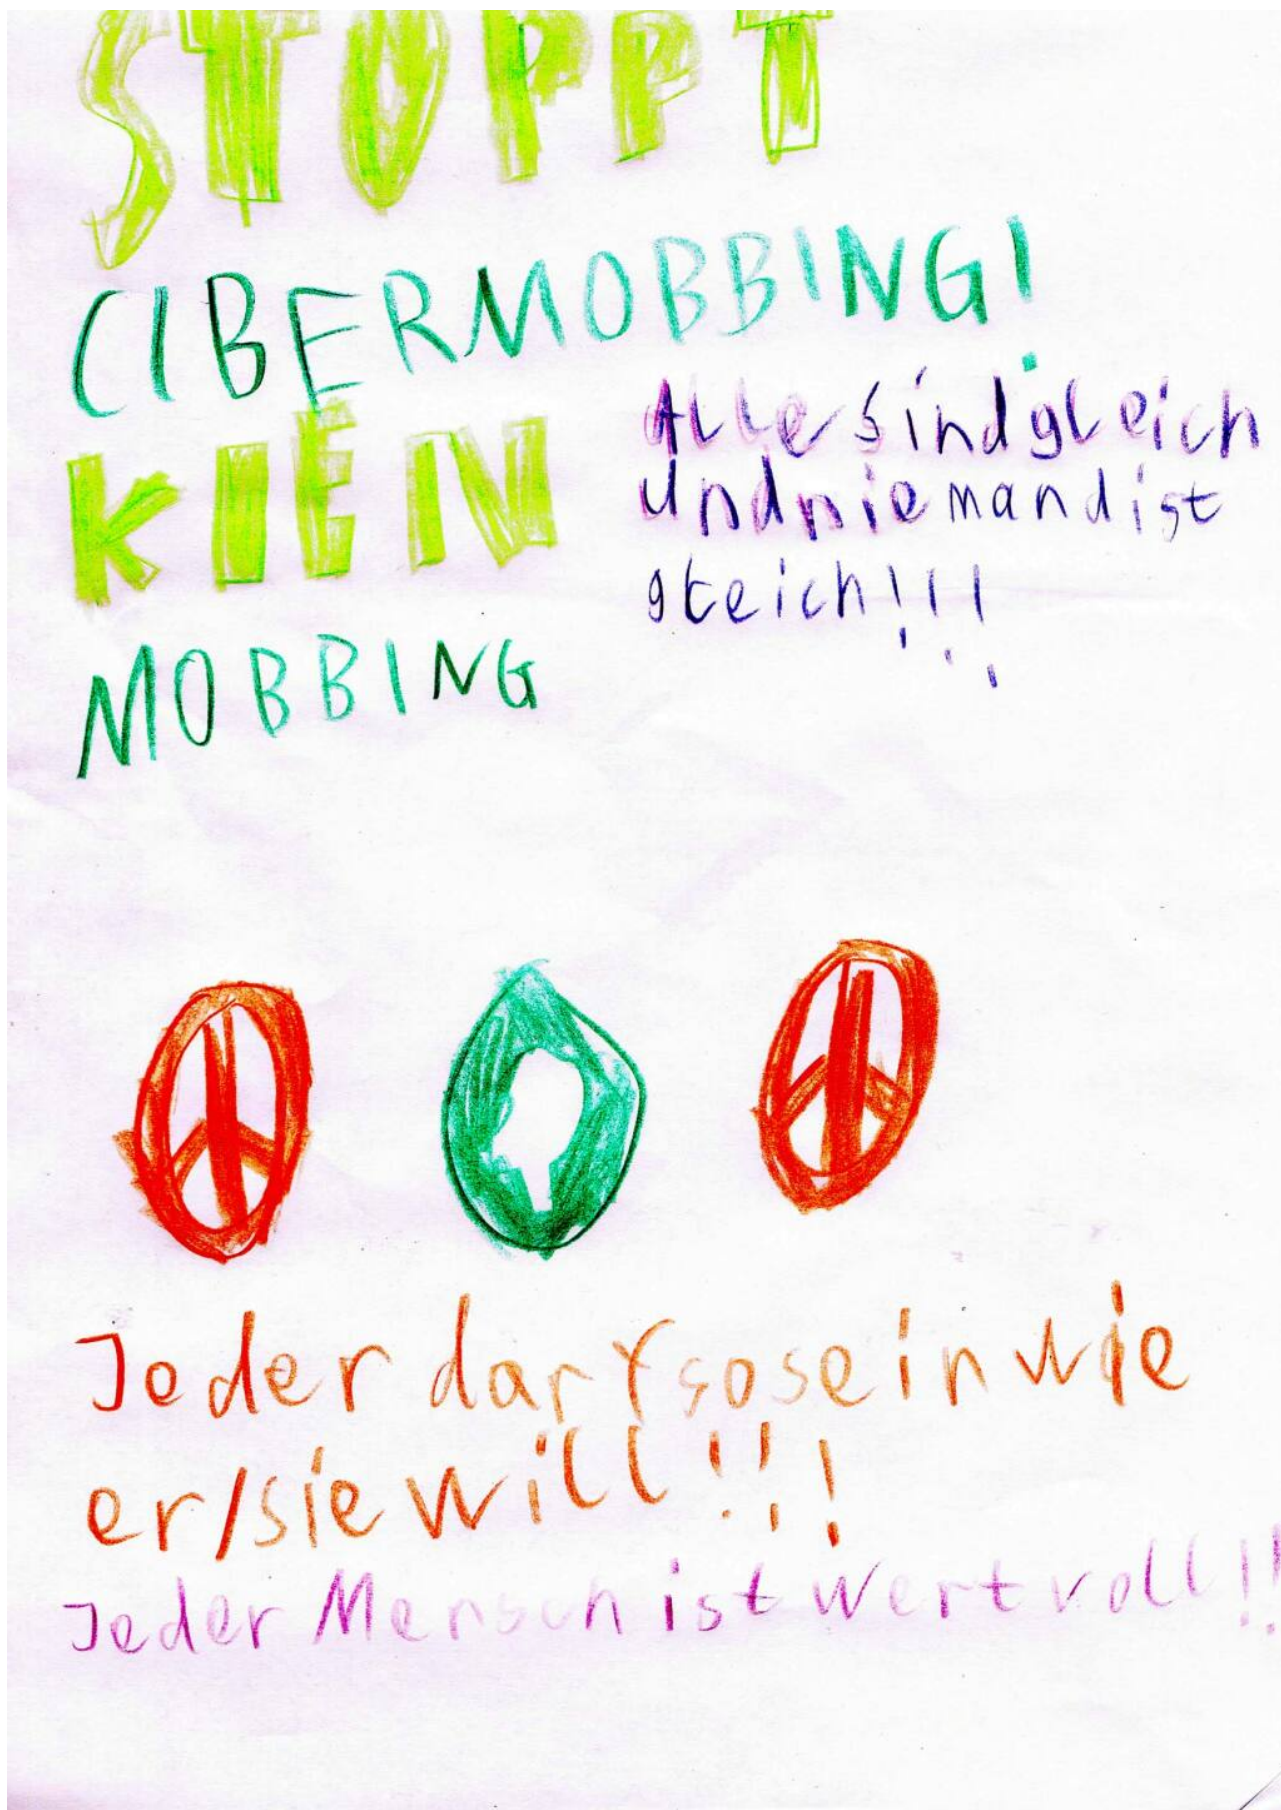 STOPPT
CIBERMOBBING!
KIEN
MOBBING
Alle sind gleich
und niemand ist
gleich!!!
Jeder darf so sein wie
er/sie will!!!
Jeder Mensch ist wertvoll!!